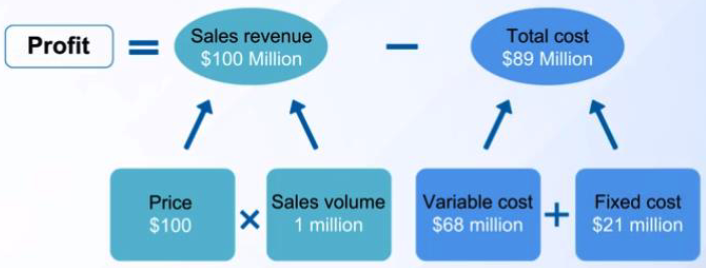 Profit
=
Sales revenue
$100 Million
−
Total cost
$89 Million
Price
$100
×
Sales volume
1 million
Variable cost
$68 million
+
Fixed cost
$21 million